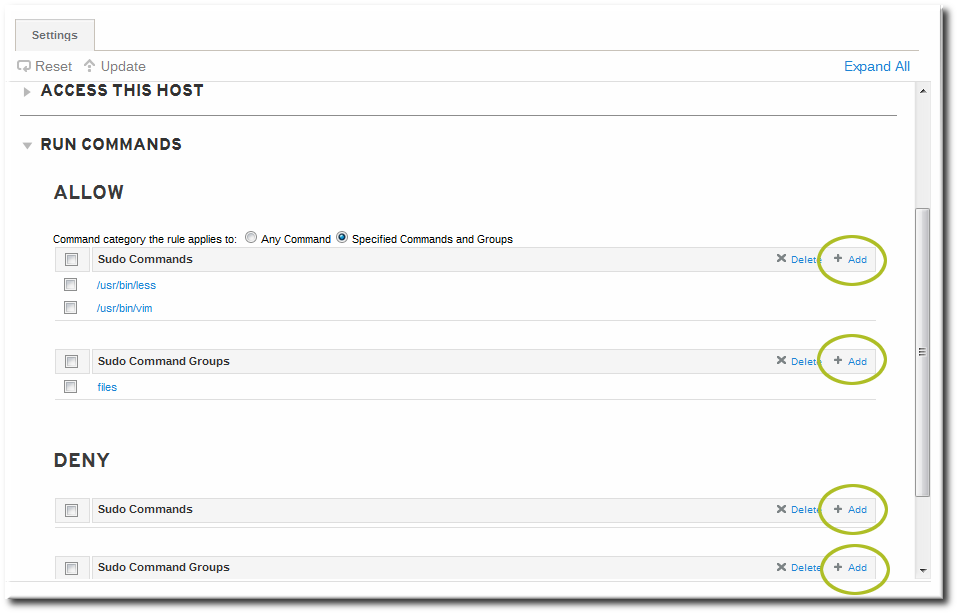 Settings
Reset Update Expand All
ACCESS THIS HOST
RUN COMMANDS
ALLOW
Command category the rule applies to: Any Command Specified Commands and Groups
Sudo Commands Delete Add
/usr/bin/less
/usr/bin/vim
Sudo Command Groups Delete Add
files
DENY
Sudo Commands Delete Add
Sudo Command Groups Delete Add